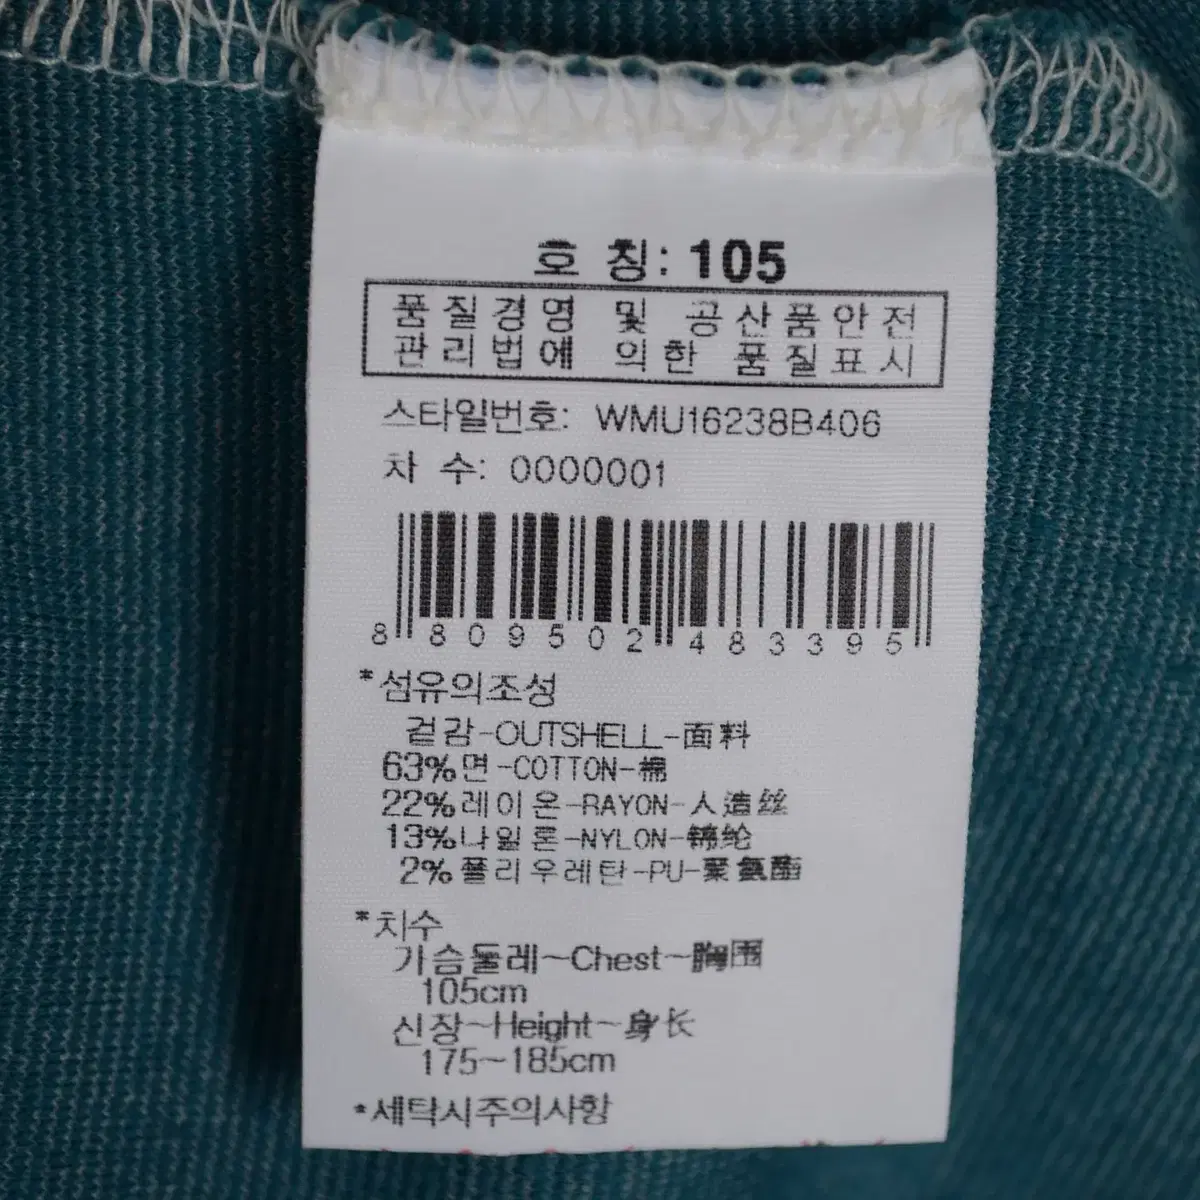 호 칭: 105
품질경영 및 공산품안전
관리법에 의한 품질표시
스타일번호: WMU16238B406
차 수: 0000001
8 809502 483395
*섬유의조성
겉감-OUTSHELL-面料
63%면-COTTON-棉
22%레이온-RAYON-人造丝
13%나일론-NYLON-锦纶
2%폴리우레탄-PU-聚氨酯
*치수
가슴둘레~Chest~胸围
105cm
신장~Height~身长
175~185cm
*세탁시주의사항